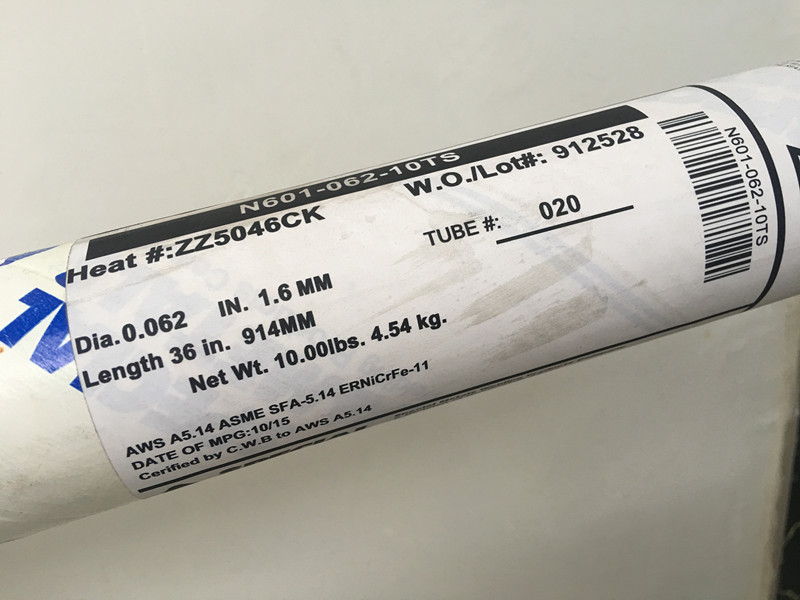 N601-062-10TS
Heat #:ZZ5046CK
W.O./Lot#: 912528
TUBE #: 020
Dia. 0.062 IN. 1.6 MM
Length 36 in. 914MM
Net Wt. 10.00lbs. 4.54 kg.
AWS A5.14 ASME SFA-5.14 ERNiCrFe-11
DATE OF MPG:10/15
Cerified by C.W.B to AWS A5.14
N601-062-10TS